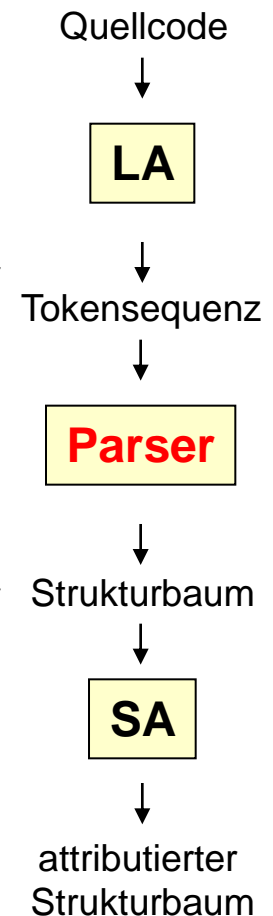 Quellcode
LA
Tokensequenz
Parser
Strukturbaum
SA
attributierter
Strukturbaum